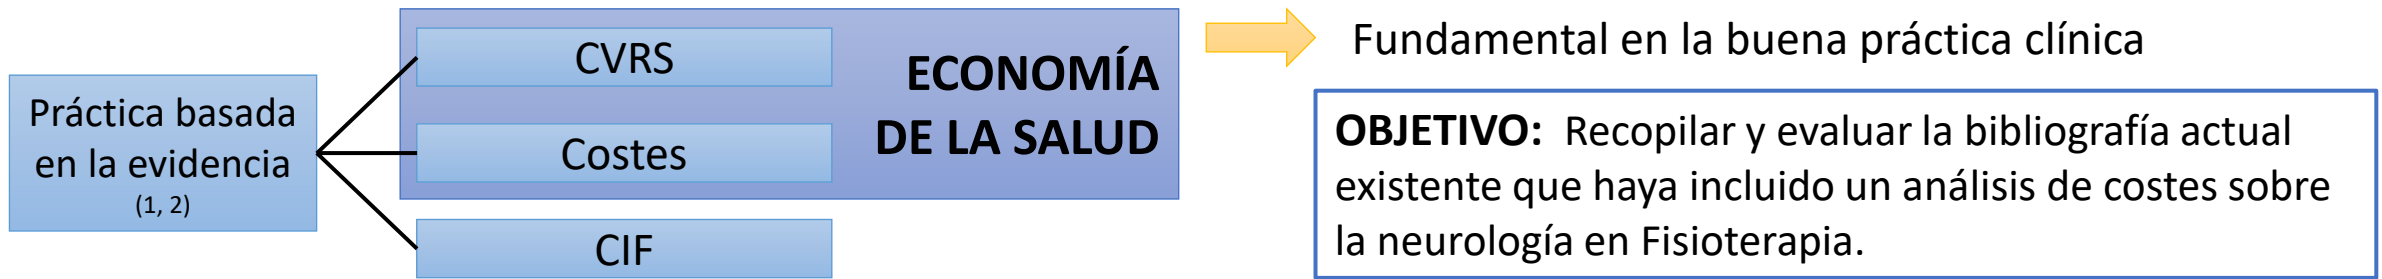 Práctica basada
en la evidencia
(1, 2)
CVRS
Costes
CIF
ECONOMÍA
DE LA SALUD
Fundamental en la buena práctica clínica
OBJETIVO: Recopilar y evaluar la bibliografía actual
existente que haya incluido un análisis de costes sobre
la neurología en Fisioterapia.